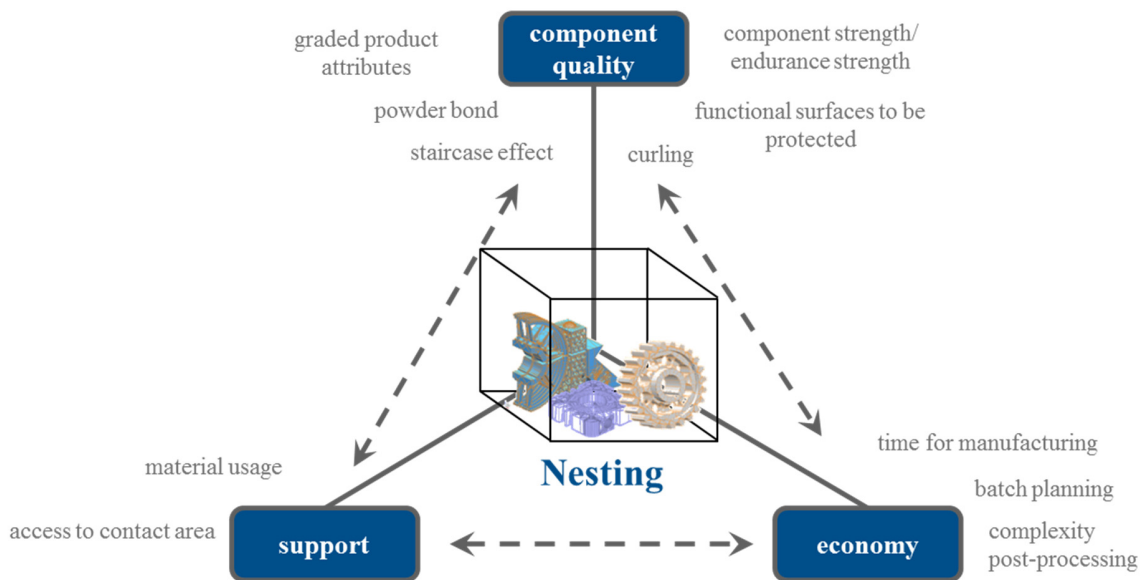 component
quality
graded product
attributes
component strength/
endurance strength
powder bond
functional surfaces to be
protected
staircase effect
curling
Nesting
material usage
access to contact area
support
time for manufacturing
batch planning
economy
complexity
post-processing